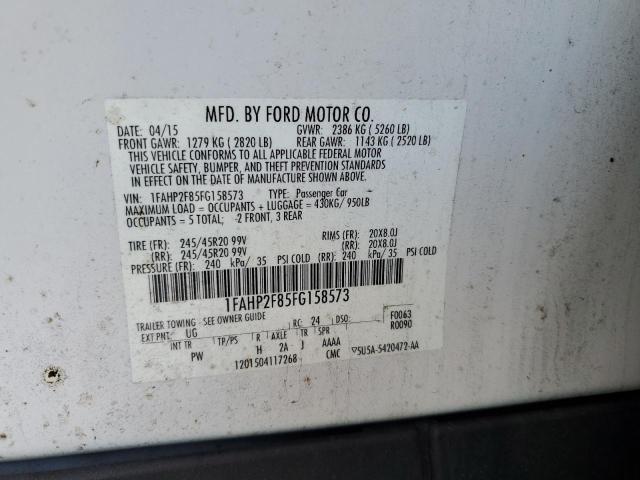 MFD. BY FORD MOTOR CO.
DATE: 04/15 GVWR: 2386 KG ( 5260 LB)
FRONT GAWR: 1279 KG ( 2820 LB) REAR GAWR: 1143 KG ( 2520 LB)
THIS VEHICLE CONFORMS TO ALL APPLICABLE FEDERAL MOTOR
VEHICLE SAFETY, BUMPER, AND THEFT PREVENTION STANDARDS
IN EFFECT ON THE DATE OF MANUFACTURE SHOWN ABOVE.
VIN: 1FAHP2F85FG158573 TYPE: Passenger Car
MAXIMUM LOAD = OCCUPANTS + LUGGAGE = 430KG/ 950LB
OCCUPANTS = 5 TOTAL; 2 FRONT, 3 REAR
TIRE (FR): 245/45R20 99V RIMS (FR): 20X8.0J
(RR): 245/45R20 99V (RR): 20X8.0J
PRESSURE (FR): 240 kPa/ 35 PSI COLD (RR): 240 kPa/ 35 PSI COLD
1FAHP2F85FG158573
F0063
TRAILER TOWING - SEE OWNER GUIDE RC: 24 DSO: R0090
EXT PNT: UG
INT TR TP/PS R AXLE TR SPR
PW H 2A J AAAA
1201504117268 CMC 5U5A-5420472-AA